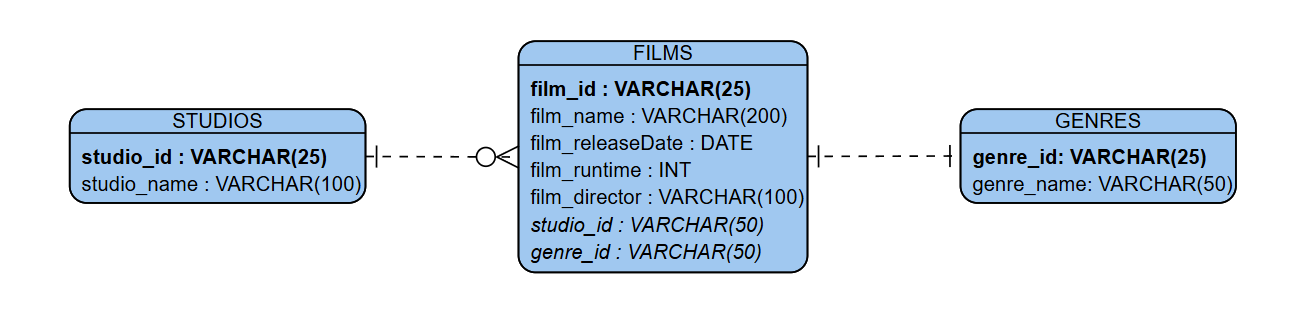 STUDIOS
studio_id : VARCHAR(25)
studio_name : VARCHAR(100)
FILMS
film_id : VARCHAR(25)
film_name : VARCHAR(200)
film_releaseDate : DATE
film_runtime : INT
film_director : VARCHAR(100)
studio_id : VARCHAR(50)
genre_id : VARCHAR(50)
GENRES
genre_id: VARCHAR(25)
genre_name: VARCHAR(50)